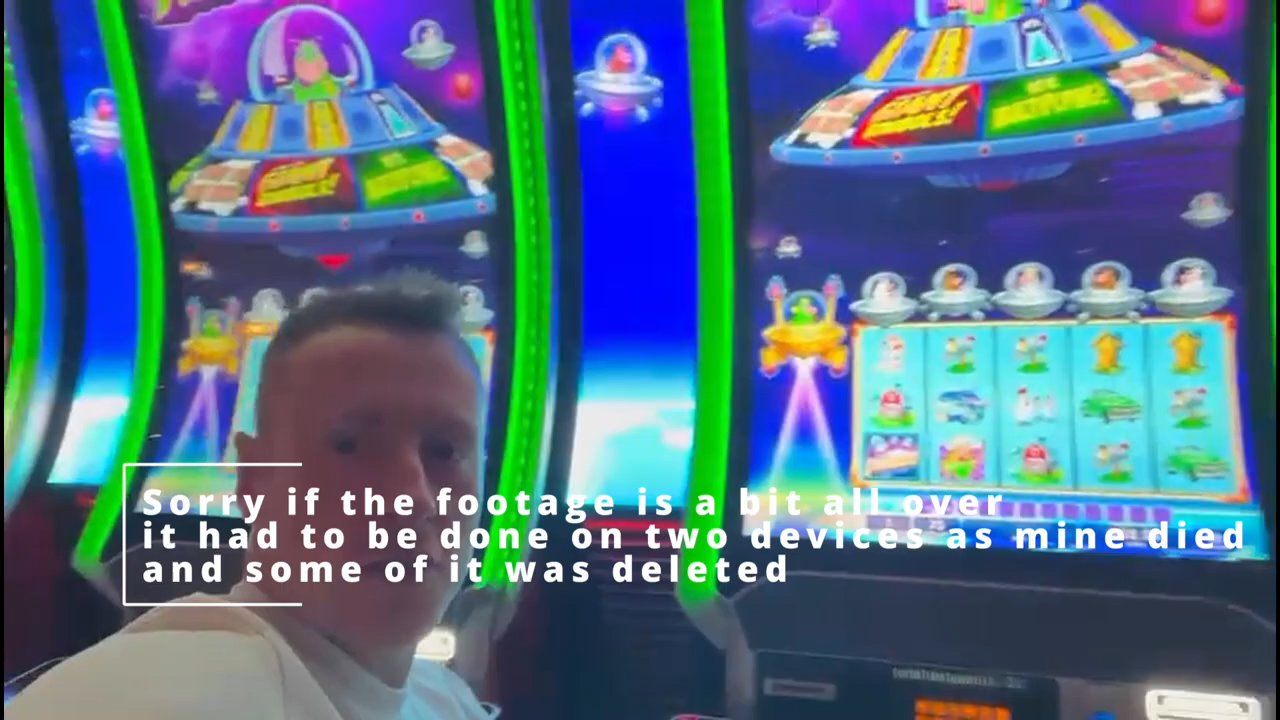 Sorry if the footage is a bit all over
it had to be done on two devices as mine died
and some of it was deleted